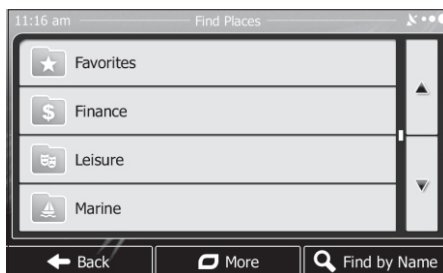 11:16 am Find Places
Favorites
$ Finance
Leisure
Marine
Back More Find by Name